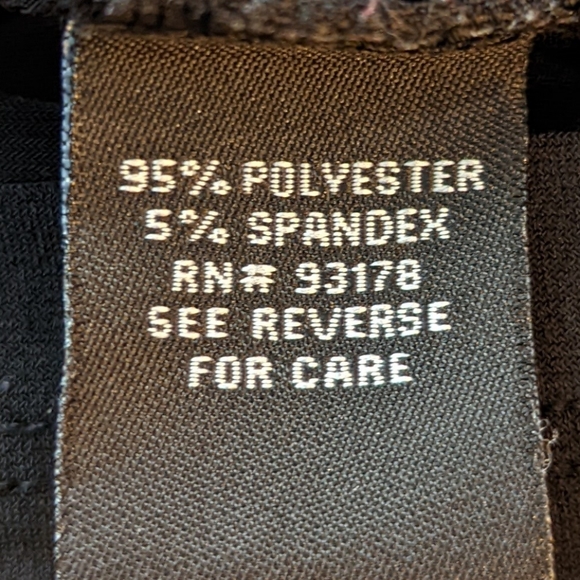 95% POLYESTER
5% SPANDEX
RN# 93178
SEE REVERSE
FOR CARE